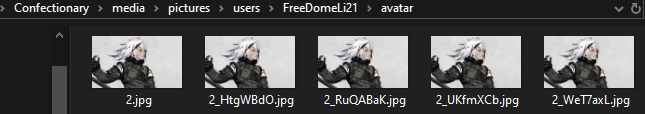 Confectionary > media > pictures > users > FreeDomeLi21 > avatar
2.jpg 2_HtgWBdO.jpg 2_RuQABaK.jpg 2_UKfmXCb.jpg 2_WeT7axL.jpg